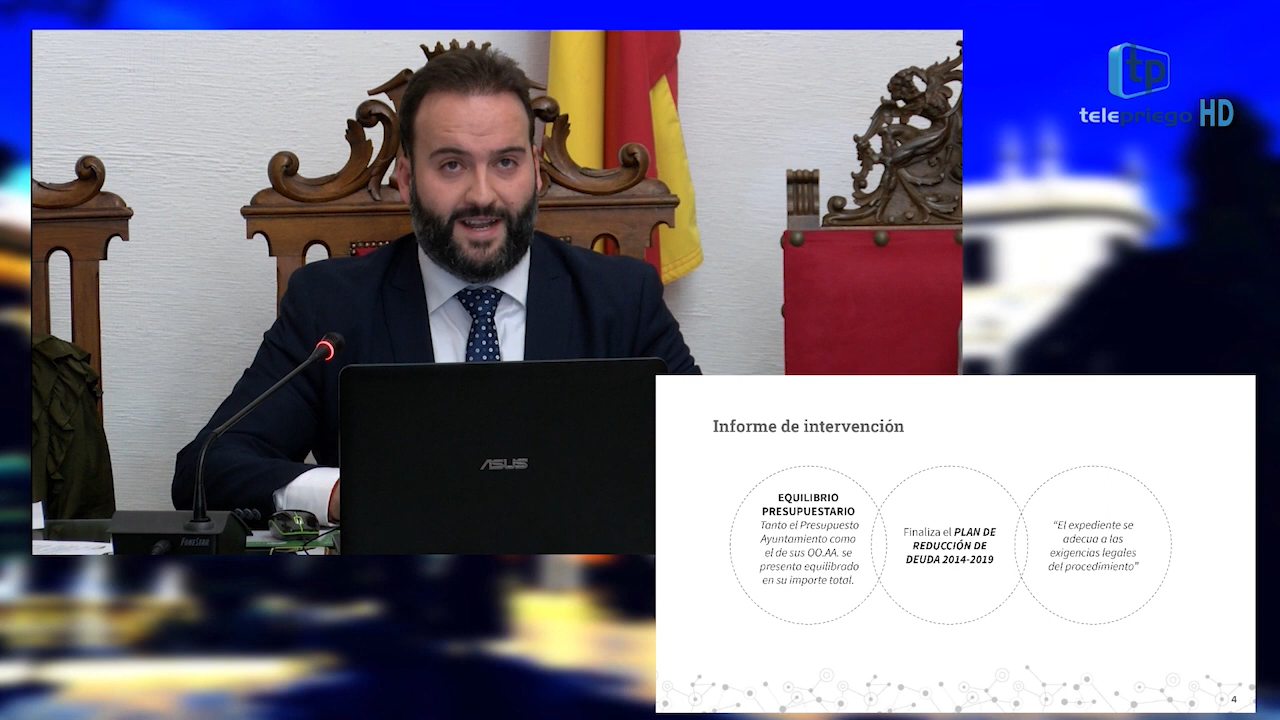 tp
telepriego HD
ASUS
FONESTAR
Informe de intervención
EQUILIBRIO
PRESUPUESTARIO
Tanto el Presupuesto
Ayuntamiento como
el de sus OO.AA. se
presenta equilibrado
en su importe total.
Finaliza el PLAN DE
REDUCCIÓN DE
DEUDA 2014-2019
"El expediente se
adecua a las
exigencias legales
del procedimiento"
4